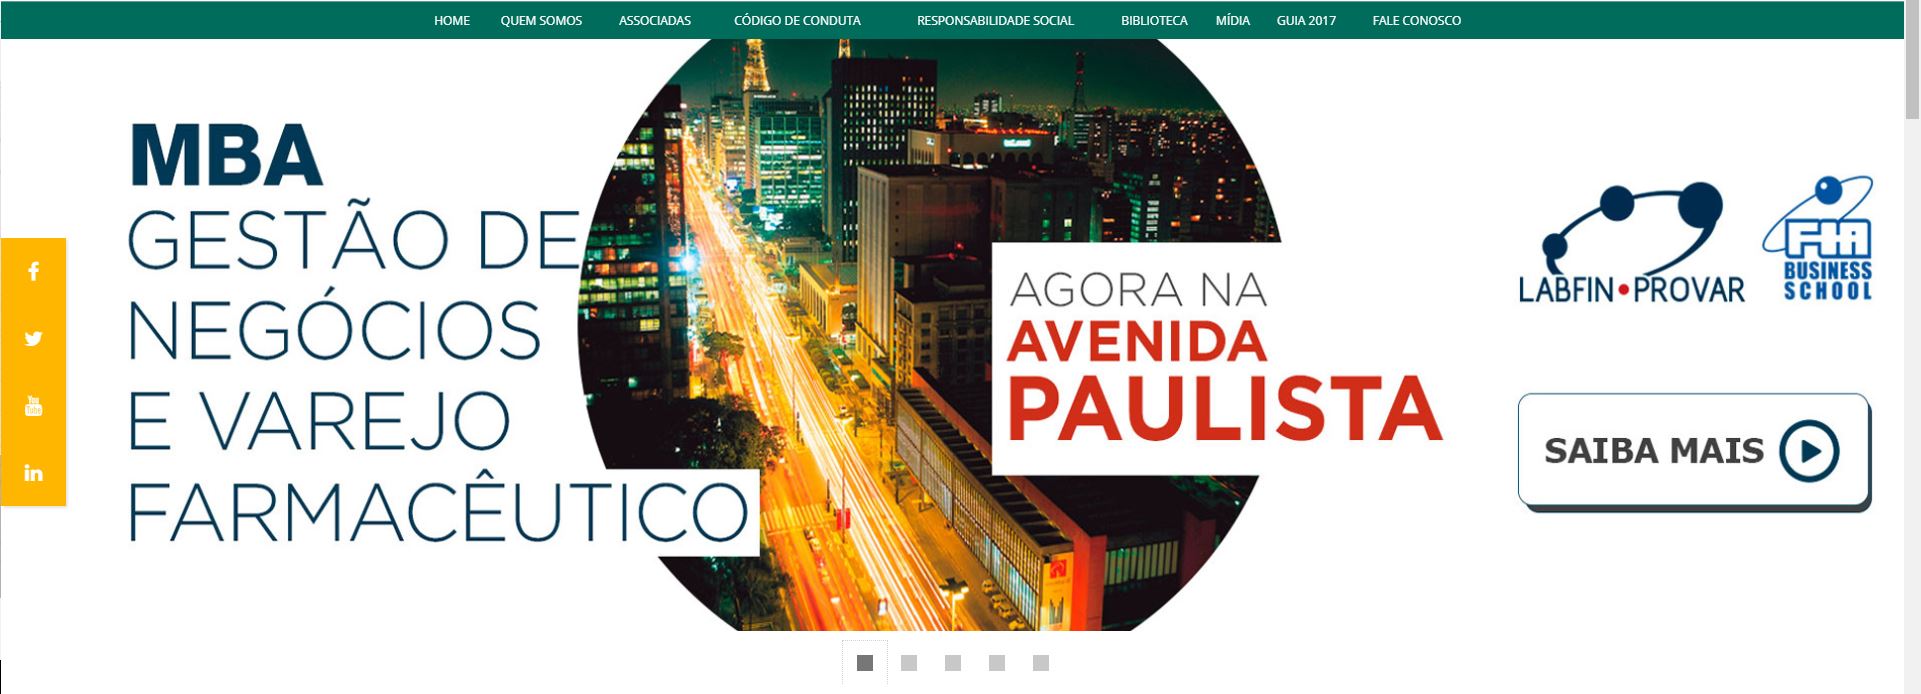 HOME QUEM SOMOS ASSOCIADAS CÓDIGO DE CONDUTA RESPONSABILIDADE SOCIAL BIBLIOTECA MÍDIA GUIA 2017 FALE CONOSCO
MBA
GESTÃO DE
NEGÓCIOS
E VAREJO
FARMACÊUTICO
AGORA NA
AVENIDA
PAULISTA
LABFIN•PROVAR
FIA
BUSINESS
SCHOOL
SAIBA MAIS
You
Tube